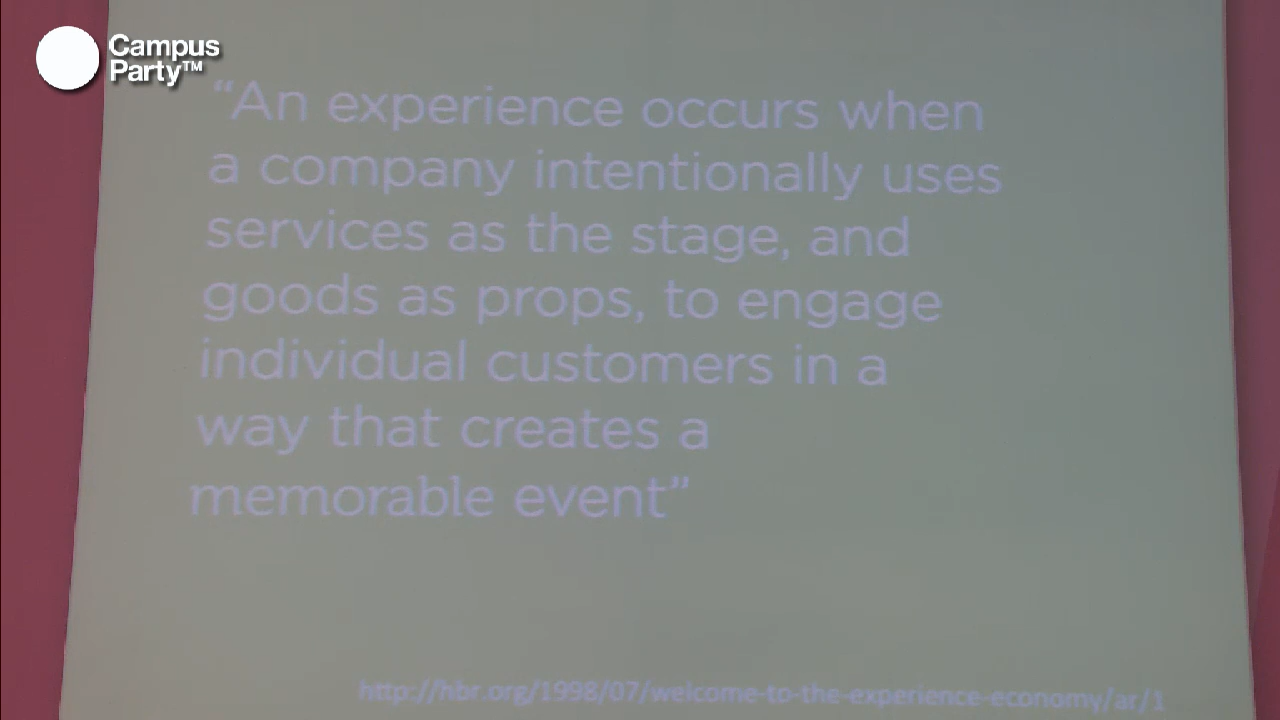 Campus
Party™
“An experience occurs when
a company intentionally uses
services as the stage, and
goods as props, to engage
individual customers in a
way that creates a
memorable event”
http://hbr.org/1998/07/welcome-to-the-experience-economy/ar/1